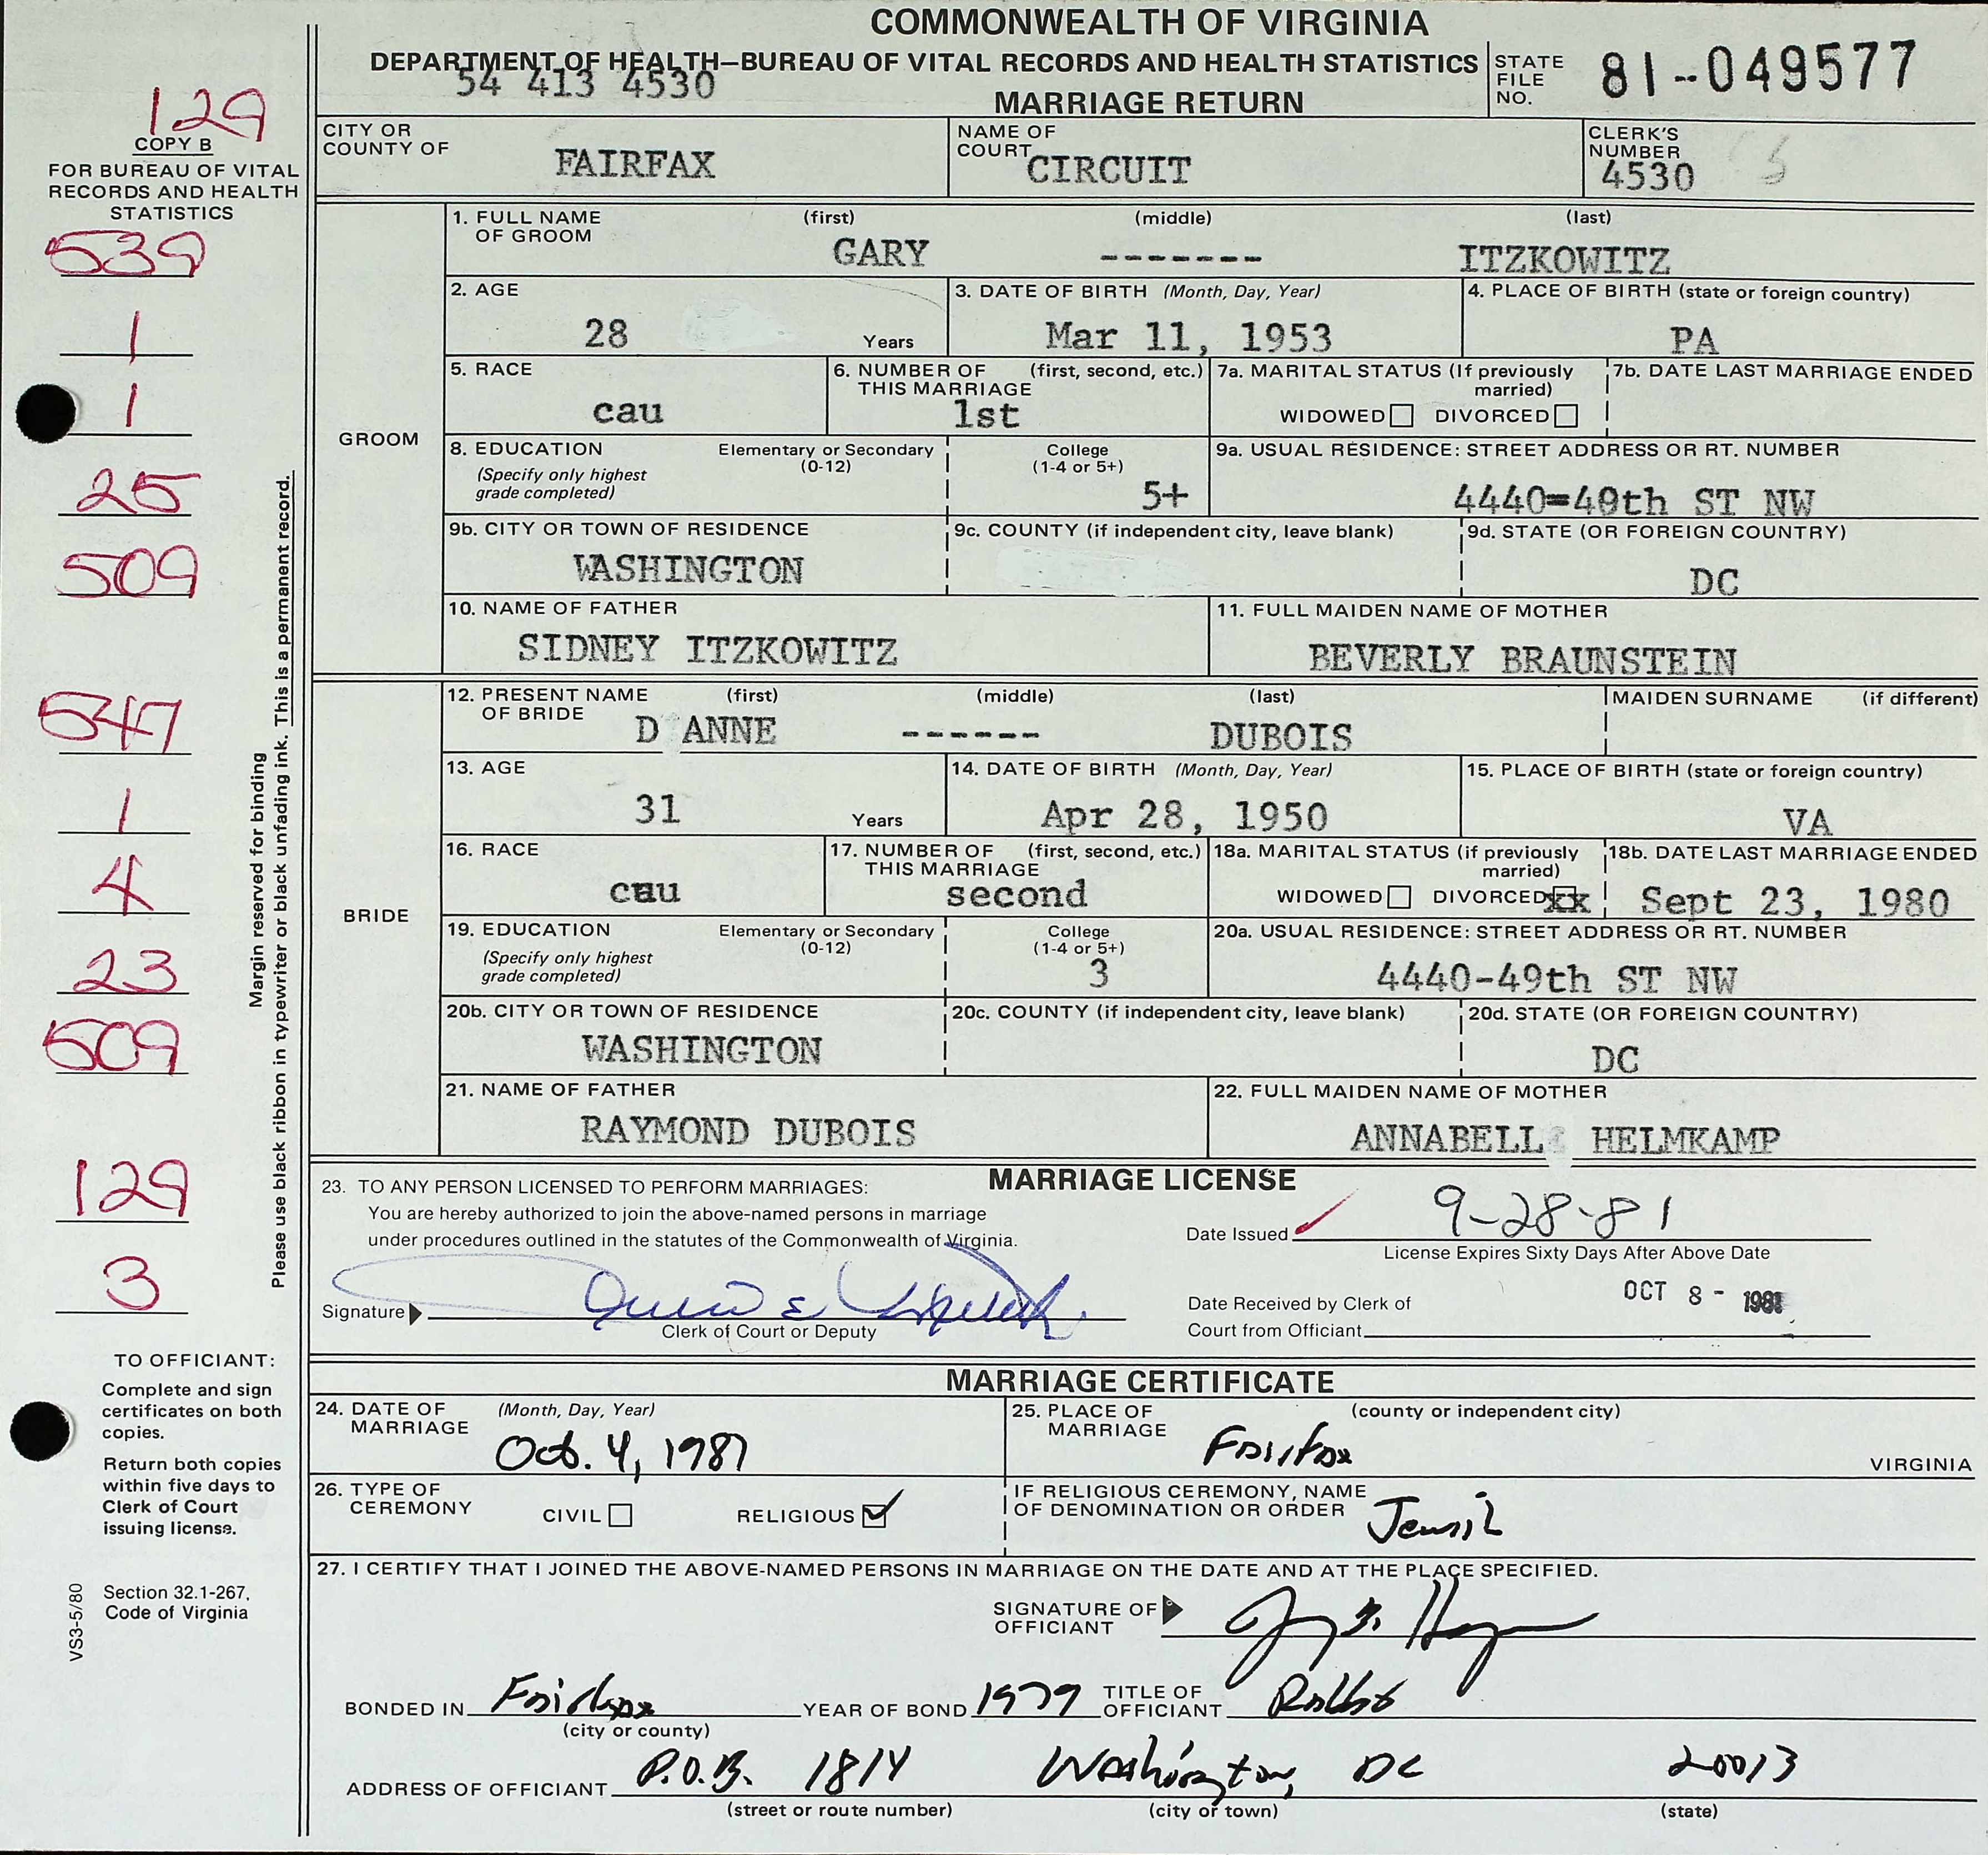 COMMONWEALTH OF VIRGINIA
DEPARTMENT OF HEALTH—BUREAU OF VITAL RECORDS AND HEALTH STATISTICS
54 413 4530
MARRIAGE RETURN
STATE FILE NO. 81-049577
129
COPY B
FOR BUREAU OF VITAL
RECORDS AND HEALTH
STATISTICS
539
1
1
25
509
547
1
4
23
509
129
3
Margin reserved for binding
Please use black ribbon in typewriter or black unfading ink. This is a permanent record.
TO OFFICIANT:
Complete and sign
certificates on both
copies.
Return both copies
within five days to
Clerk of Court
issuing license.
Section 32.1-267,
Code of Virginia
VS3-5/80
CITY OR COUNTY OF FAIRFAX
NAME OF COURT CIRCUIT
CLERK'S NUMBER 4530
GROOM
1. FULL NAME OF GROOM (first) (middle) (last)
GARY ------- ITZKOWITZ
2. AGE 28 Years
3. DATE OF BIRTH (Month, Day, Year) Mar 11, 1953
4. PLACE OF BIRTH (state or foreign country) PA
5. RACE cau
6. NUMBER OF THIS MARRIAGE (first, second, etc.) 1st
7a. MARITAL STATUS (If previously married) WIDOWED DIVORCED
7b. DATE LAST MARRIAGE ENDED
8. EDUCATION (Specify only highest grade completed) Elementary or Secondary (0-12) College (1-4 or 5+) 5+
9a. USUAL RESIDENCE: STREET ADDRESS OR RT. NUMBER 4440=49th ST NW
9b. CITY OR TOWN OF RESIDENCE WASHINGTON
9c. COUNTY (if independent city, leave blank)
9d. STATE (OR FOREIGN COUNTRY) DC
10. NAME OF FATHER SIDNEY ITZKOWITZ
11. FULL MAIDEN NAME OF MOTHER BEVERLY BRAUNSTEIN
BRIDE
12. PRESENT NAME OF BRIDE (first) (middle) (last) MAIDEN SURNAME (if different)
D ANNE ------ DUBOIS
13. AGE 31 Years
14. DATE OF BIRTH (Month, Day, Year) Apr 28, 1950
15. PLACE OF BIRTH (state or foreign country) VA
16. RACE cau
17. NUMBER OF THIS MARRIAGE (first, second, etc.) second
18a. MARITAL STATUS (if previously married) WIDOWED DIVORCED xx
18b. DATE LAST MARRIAGE ENDED Sept 23, 1980
19. EDUCATION (Specify only highest grade completed) Elementary or Secondary (0-12) College (1-4 or 5+) 3
20a. USUAL RESIDENCE: STREET ADDRESS OR RT. NUMBER 4440-49th ST NW
20b. CITY OR TOWN OF RESIDENCE WASHINGTON
20c. COUNTY (if independent city, leave blank)
20d. STATE (OR FOREIGN COUNTRY) DC
21. NAME OF FATHER RAYMOND DUBOIS
22. FULL MAIDEN NAME OF MOTHER ANNABELL HELMKAMP
MARRIAGE LICENSE
23. TO ANY PERSON LICENSED TO PERFORM MARRIAGES:
You are hereby authorized to join the above-named persons in marriage
under procedures outlined in the statutes of the Commonwealth of Virginia.
Date Issued 9-28-81
License Expires Sixty Days After Above Date
Signature
Clerk of Court or Deputy
Date Received by Clerk of
Court from Officiant OCT 8 - 1981
MARRIAGE CERTIFICATE
24. DATE OF MARRIAGE (Month, Day, Year) Oct. 4, 1981
25. PLACE OF MARRIAGE (county or independent city) Fairfax VIRGINIA
26. TYPE OF CEREMONY CIVIL RELIGIOUS
IF RELIGIOUS CEREMONY, NAME OF DENOMINATION OR ORDER Jewish
27. I CERTIFY THAT I JOINED THE ABOVE-NAMED PERSONS IN MARRIAGE ON THE DATE AND AT THE PLACE SPECIFIED.
SIGNATURE OF OFFICIANT
BONDED IN Fairfax (city or county) YEAR OF BOND 1979 TITLE OF OFFICIANT Rabbi
ADDRESS OF OFFICIANT P.O.B. 1814 Washington, DC 20013
(street or route number) (city or town) (state)